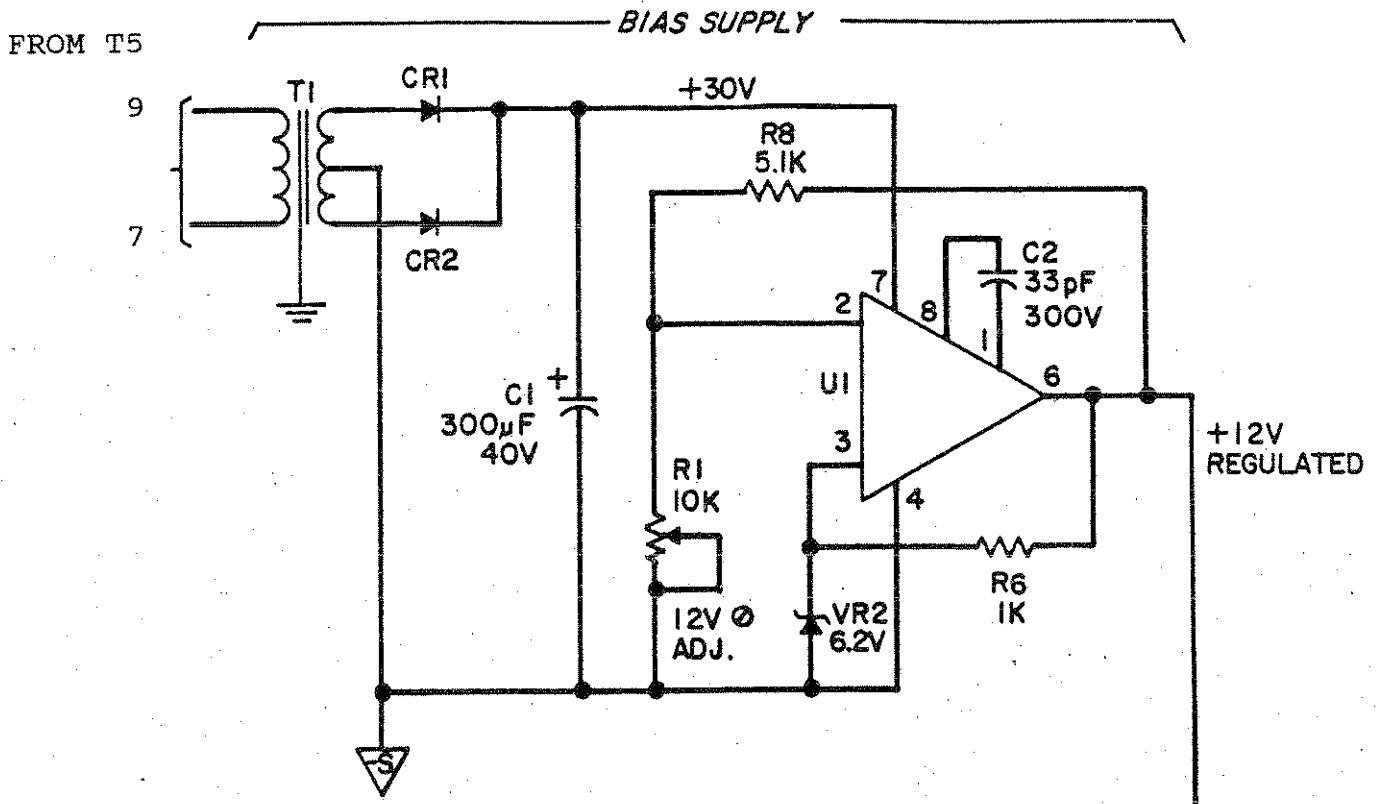 BIAS SUPPLY
FROM T5
9
7
T1
CR1
CR2
+30V
R8
5.1K
C2
33pF
300V
7
8
1
2
U1
3
4
6
+
C1
300µF
40V
R1
10K
12V
ADJ.
VR2
6.2V
R6
1K
+12V
REGULATED
-S